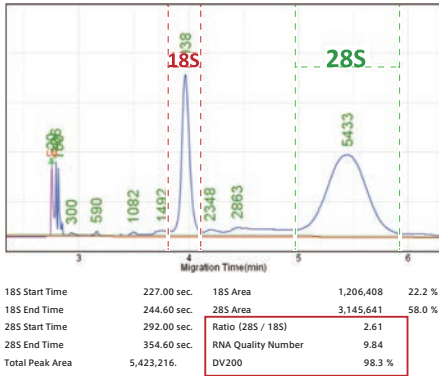 18S
28S
300
590
1082
1492
2348
2863
5433
3 4 5 6
Migration Time(min)
18S Start Time 227.00 sec. 18S Area 1,206,408 22.2 %
18S End Time 244.60 sec. 28S Area 3,145,641 58.0 %
28S Start Time 292.00 sec. Ratio (28S / 18S) 2.61
28S End Time 354.60 sec. RNA Quality Number 9.84
Total Peak Area 5,423,216. DV200 98.3 %